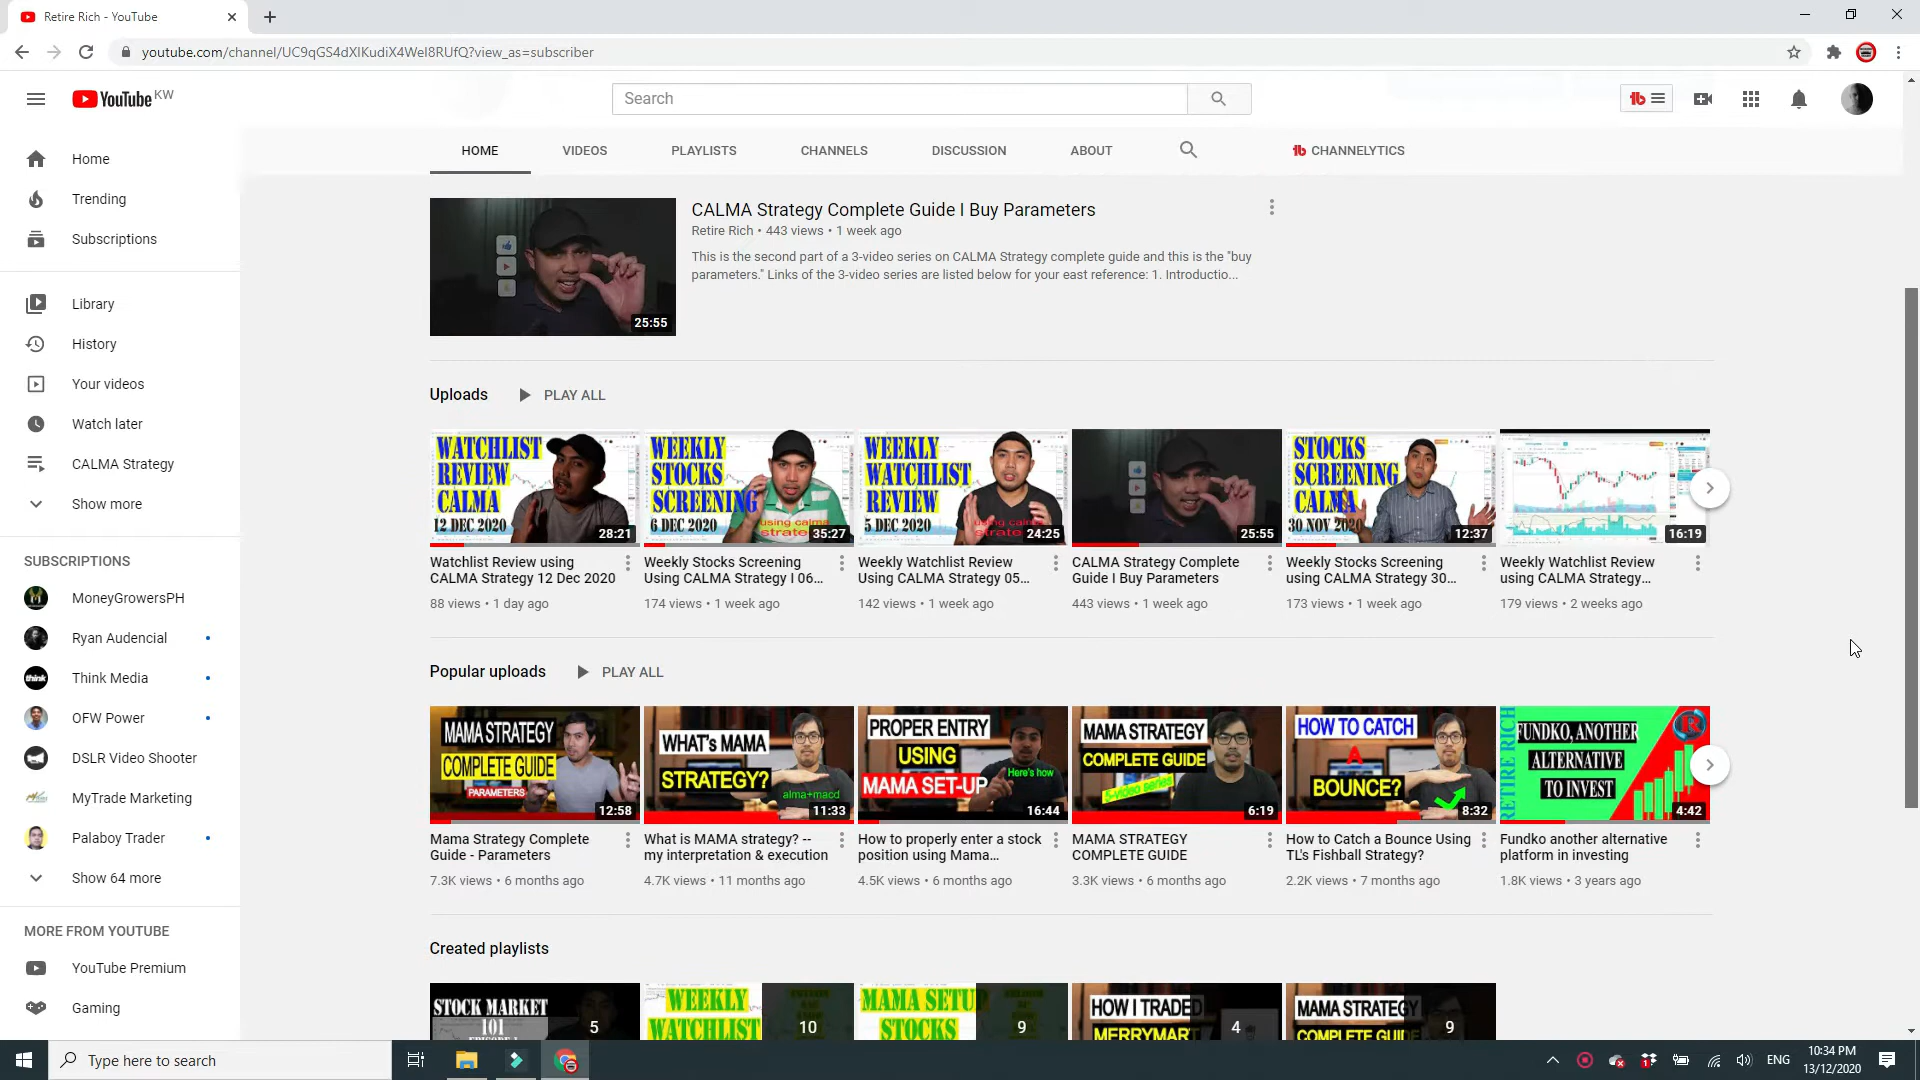 Retire Rich - YouTube
youtube.com/channel/UC9qGS4dXlKudiX4Wel8RUfQ?view_as=subscriber
YouTube KW
Search
HOME VIDEOS PLAYLISTS CHANNELS DISCUSSION ABOUT CHANNELYTICS
Home
Trending
Subscriptions
Library
History
Your videos
Watch later
CALMA Strategy
Show more
SUBSCRIPTIONS
MoneyGrowersPH
Ryan Audencial
think
Think Media
OFW Power
DSLR Video Shooter
MyTrade Marketing
Palaboy Trader
Show 64 more
MORE FROM YOUTUBE
YouTube Premium
Gaming
25:55
CALMA Strategy Complete Guide I Buy Parameters
Retire Rich • 443 views • 1 week ago
This is the second part of a 3-video series on CALMA Strategy complete guide and this is the "buy
parameters." Links of the 3-video series are listed below for your east reference: 1. Introductio...
Uploads PLAY ALL
WATCHLIST
REVIEW
CALMA
12 DEC 2020
28:21
Watchlist Review using
CALMA Strategy 12 Dec 2020
88 views • 1 day ago
WEEKLY
STOCKS
SCREENING
using calma
strate
6 DEC 2020
35:27
Weekly Stocks Screening
Using CALMA Strategy I 06...
174 views • 1 week ago
WEEKLY
WATCHLIST
REVIEW
using calma
strate
5 DEC 2020
24:25
Weekly Watchlist Review
Using CALMA Strategy 05...
142 views • 1 week ago
25:55
CALMA Strategy Complete
Guide I Buy Parameters
443 views • 1 week ago
STOCKS
SCREENING
CALMA
30 NOV 2020
12:37
Weekly Stocks Screening
using CALMA Strategy 30...
173 views • 1 week ago
16:19
Weekly Watchlist Review
using CALMA Strategy...
179 views • 2 weeks ago
Popular uploads PLAY ALL
MAMA STRATEGY
COMPLETE GUIDE
PARAMETERS
12:58
Mama Strategy Complete
Guide - Parameters
7.3K views • 6 months ago
WHAT's MAMA
STRATEGY?
alma+macd
11:33
What is MAMA strategy? --
my interpretation & execution
4.7K views • 11 months ago
PROPER ENTRY
USING
MAMA SET-UP
Here's how
16:44
How to properly enter a stock
position using Mama...
4.5K views • 6 months ago
MAMA STRATEGY
COMPLETE GUIDE
5-video series
6:19
MAMA STRATEGY
COMPLETE GUIDE
3.3K views • 6 months ago
HOW TO CATCH
A
BOUNCE?
8:32
How to Catch a Bounce Using
TL's Fishball Strategy?
2.2K views • 7 months ago
RETIRE RICH
FUNDKO, ANOTHER
ALTERNATIVE
TO INVEST
4:42
Fundko another alternative
platform in investing
1.8K views • 3 years ago
Created playlists
STOCK MARKET
101
5
WEEKLY
WATCHLIST
10
MAMA SETUP
STOCKS
9
HOW I TRADED
MERRYMART
4
MAMA STRATEGY
COMPLETE GUIDE
9
Type here to search
ENG
10:34 PM
13/12/2020